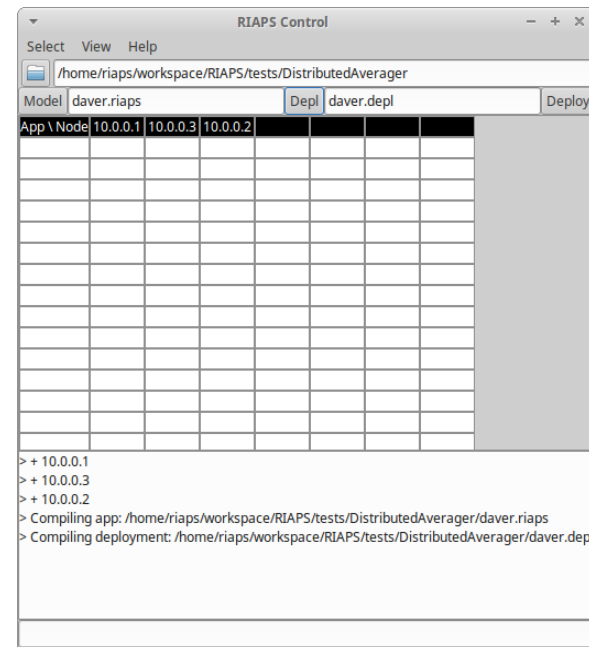 RIAPS Control
Select View Help
/home/riaps/workspace/RIAPS/tests/DistributedAverager
Model daver.riaps Depl daver.depl Deploy
App \ Node 10.0.0.1 10.0.0.3 10.0.0.2
> + 10.0.0.1
> + 10.0.0.3
> + 10.0.0.2
> Compiling app: /home/riaps/workspace/RIAPS/tests/DistributedAverager/daver.riaps
> Compiling deployment: /home/riaps/workspace/RIAPS/tests/DistributedAverager/daver.dep